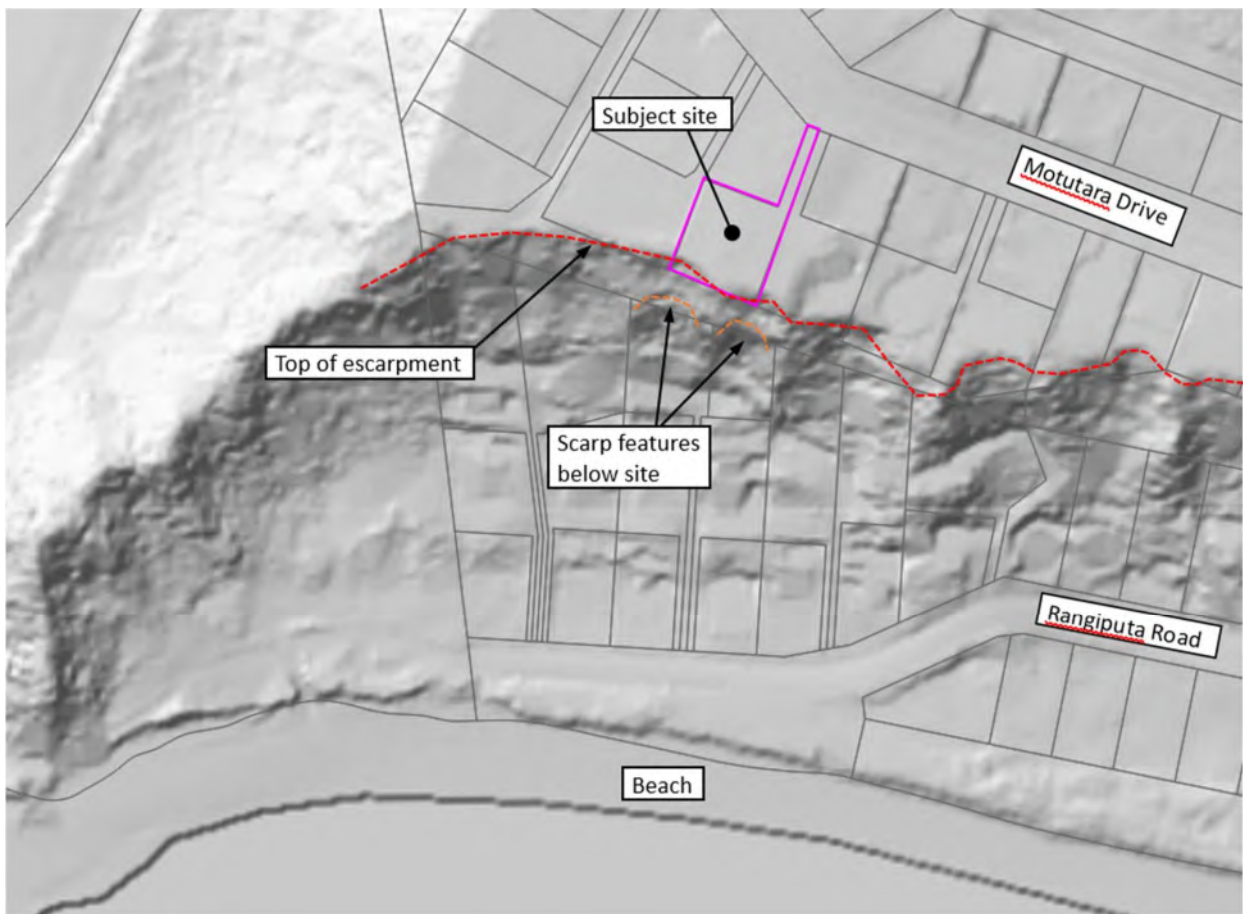 Subject site
Motutara Drive
Top of escarpment
Scarp features
below site
Rangiputa Road
Beach